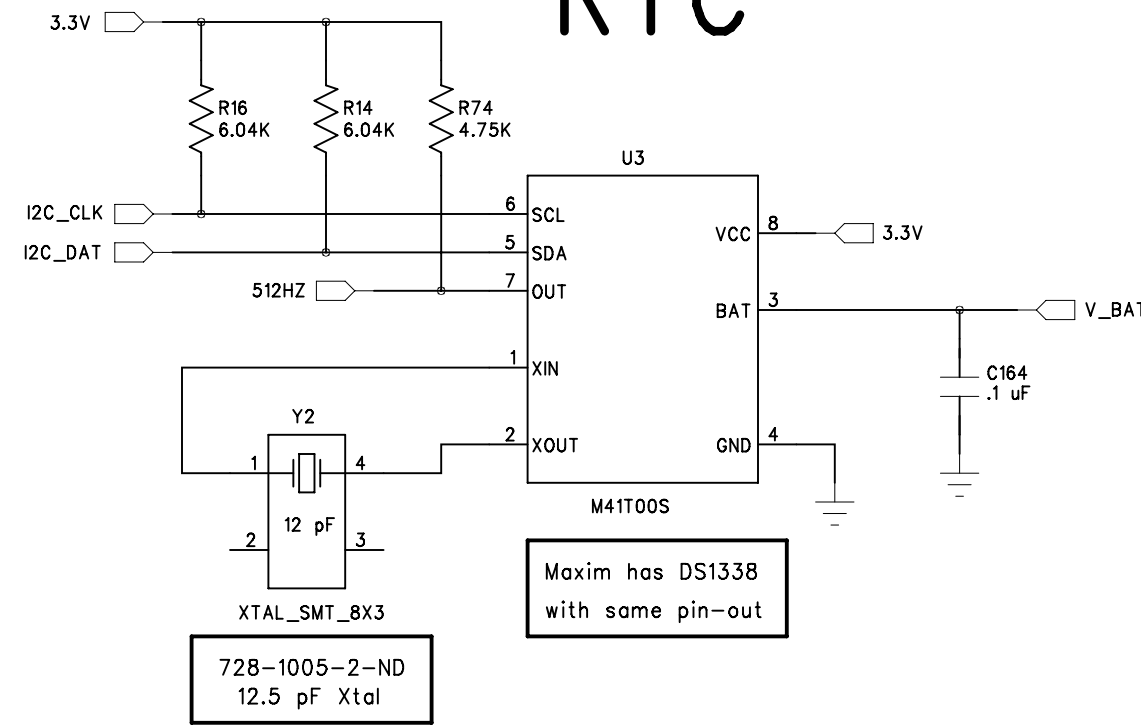 RTC
3.3V
R16
6.04K
R14
6.04K
R74
4.75K
U3
I2C_CLK
6
SCL
I2C_DAT
5
SDA
512HZ
7
OUT
VCC
8
3.3V
BAT
3
V_BAT
1
XIN
C164
.1 uF
Y2
2
XOUT
GND
4
1
4
12 pF
2
3
M41T00S
XTAL_SMT_8X3
Maxim has DS1338
with same pin-out
728-1005-2-ND
12.5 pF Xtal